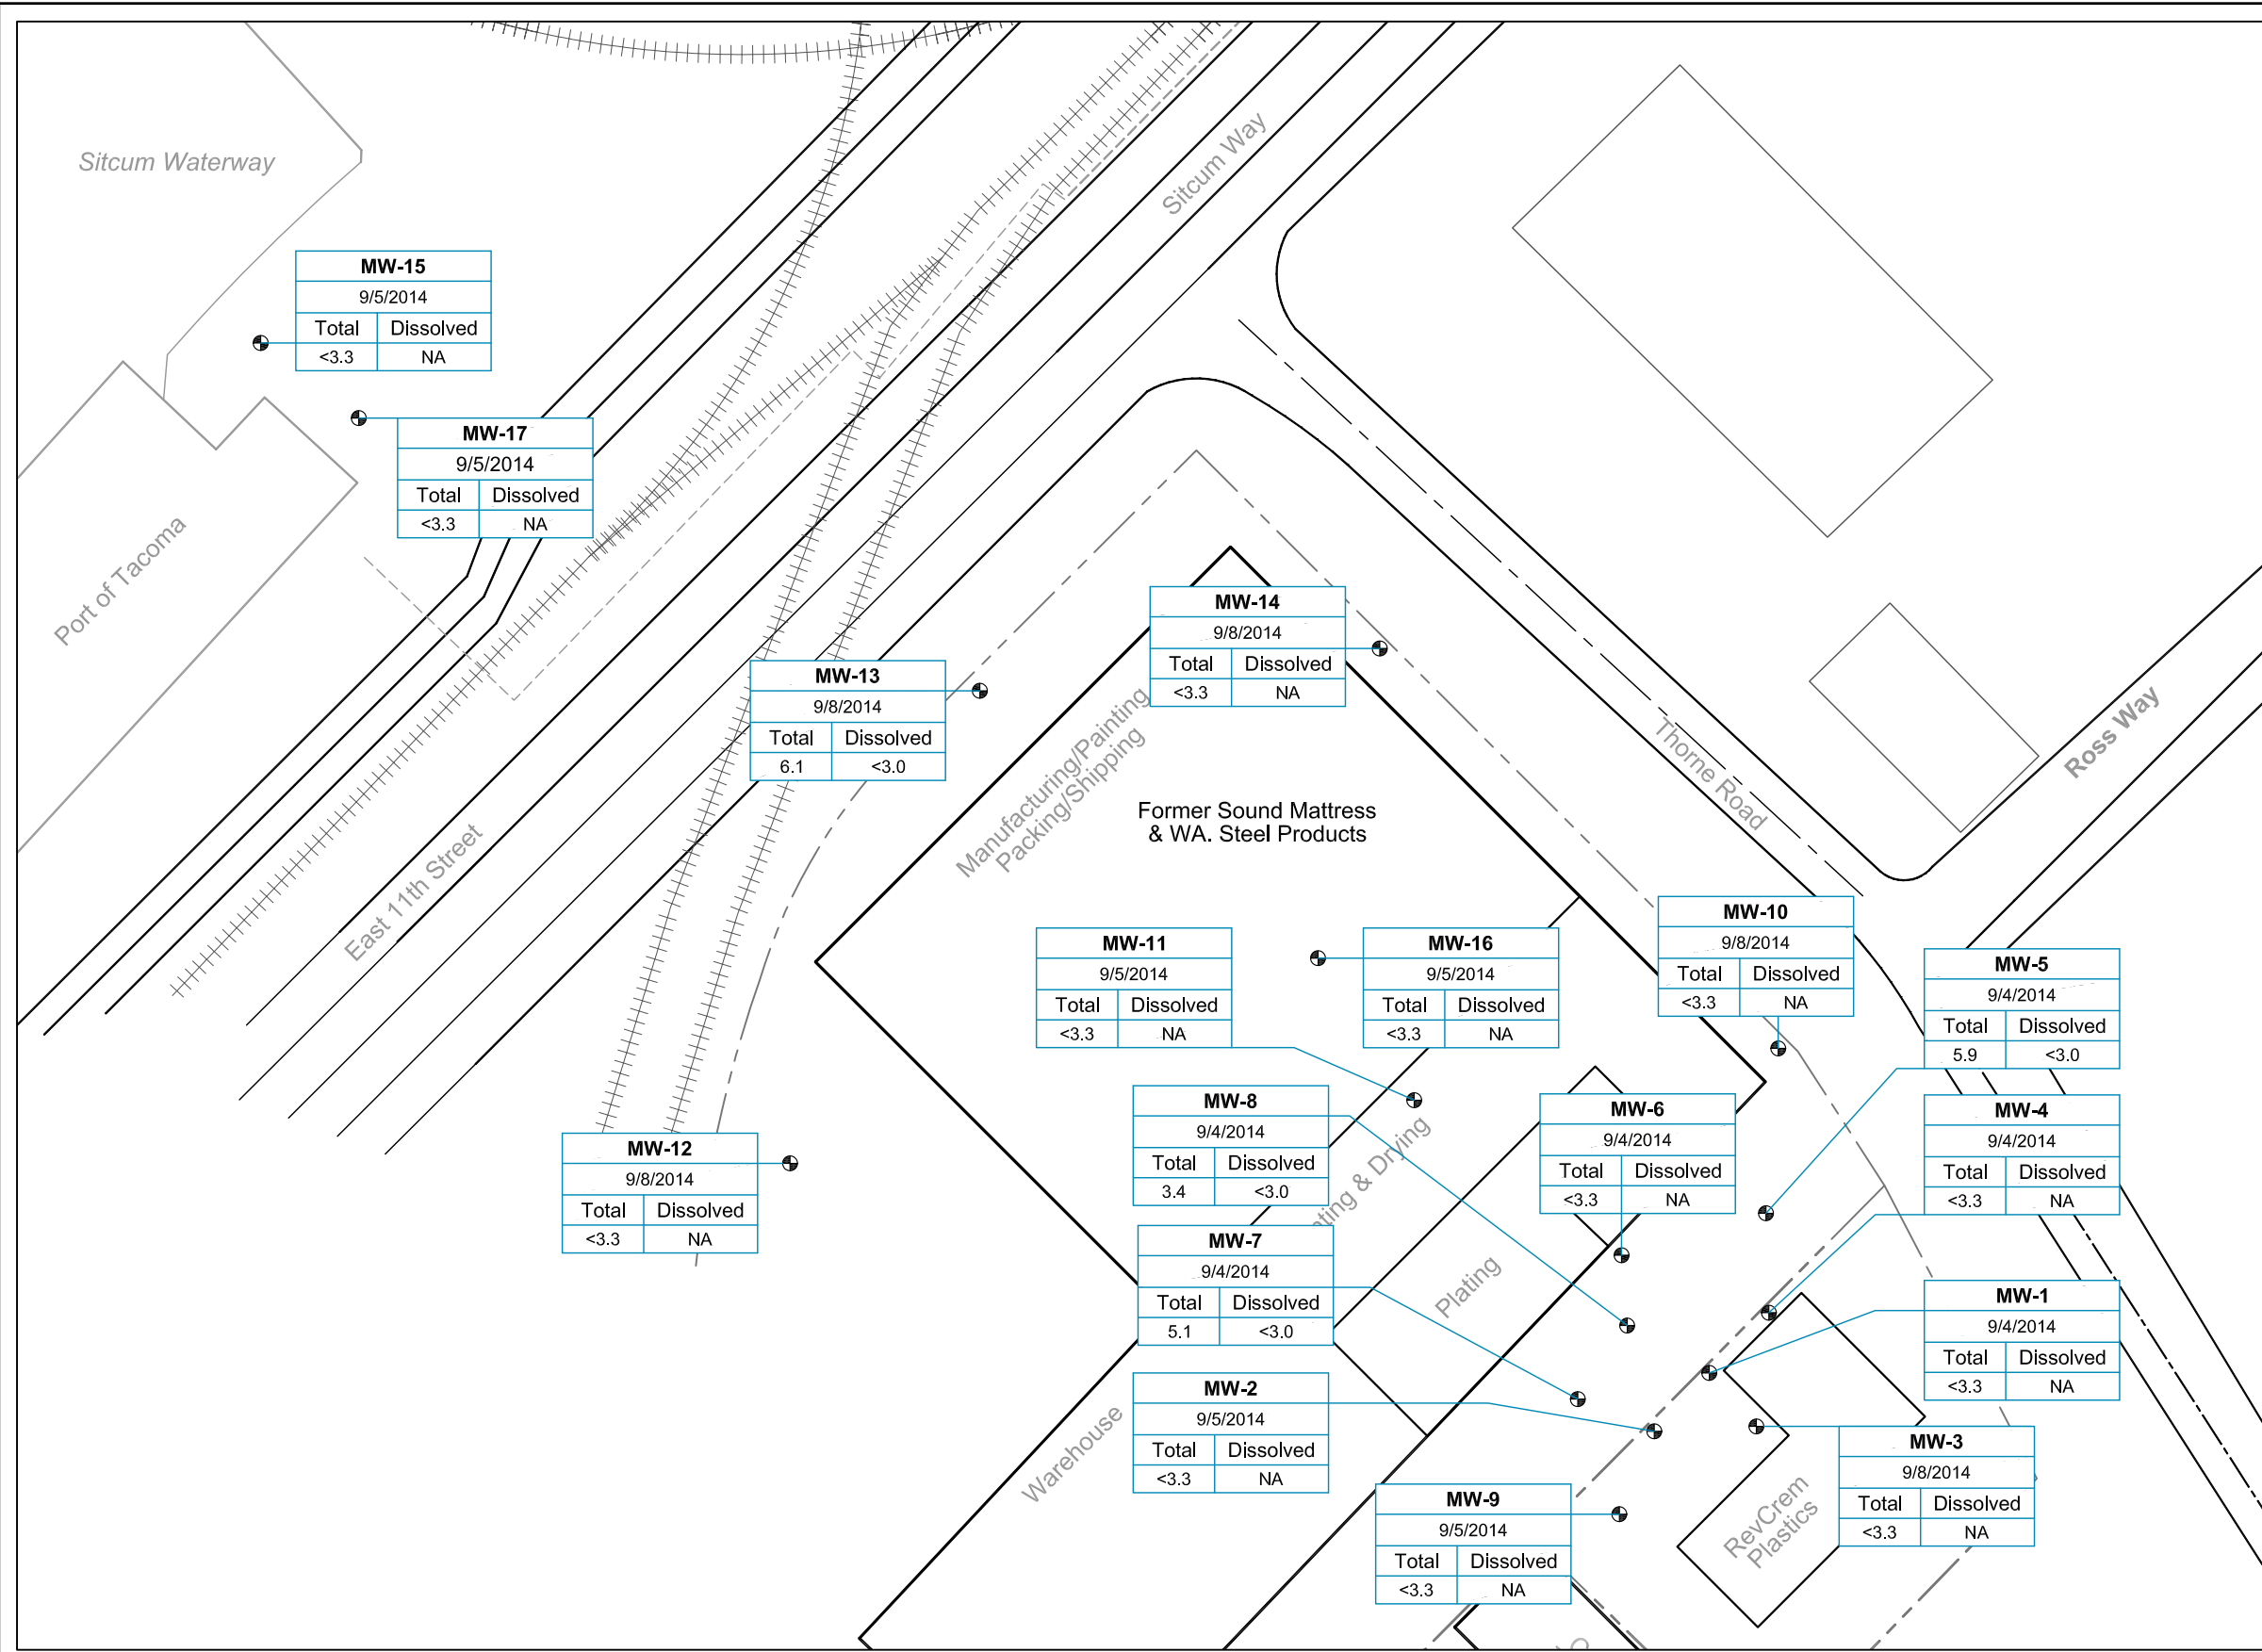 Sitcum Waterway
Sitcum Way
MW-15
9/5/2014
Total Dissolved
<3.3 NA
MW-17
9/5/2014
Total Dissolved
<3.3 NA
Port of Tacoma
MW-14
9/8/2014
Total Dissolved
<3.3 NA
MW-13
9/8/2014
Total Dissolved
6.1 <3.0
Manufacturing/Painting
Packing/Shipping
Former Sound Mattress
& WA. Steel Products
Thorne Road
Ross Way
East 11th Street
MW-11
9/5/2014
Total Dissolved
<3.3 NA
MW-16
9/5/2014
Total Dissolved
<3.3 NA
MW-10
9/8/2014
Total Dissolved
<3.3 NA
MW-5
9/4/2014
Total Dissolved
5.9 <3.0
MW-8
9/4/2014
Total Dissolved
3.4 <3.0
MW-6
9/4/2014
Total Dissolved
<3.3 NA
MW-4
9/4/2014
Total Dissolved
<3.3 NA
MW-12
9/8/2014
Total Dissolved
<3.3 NA
& Drying
MW-7
9/4/2014
Total Dissolved
5.1 <3.0
Plating
MW-1
9/4/2014
Total Dissolved
<3.3 NA
MW-2
9/5/2014
Total Dissolved
<3.3 NA
Warehouse
MW-3
9/8/2014
Total Dissolved
<3.3 NA
MW-9
9/5/2014
Total Dissolved
<3.3 NA
RevCrem
Plastics